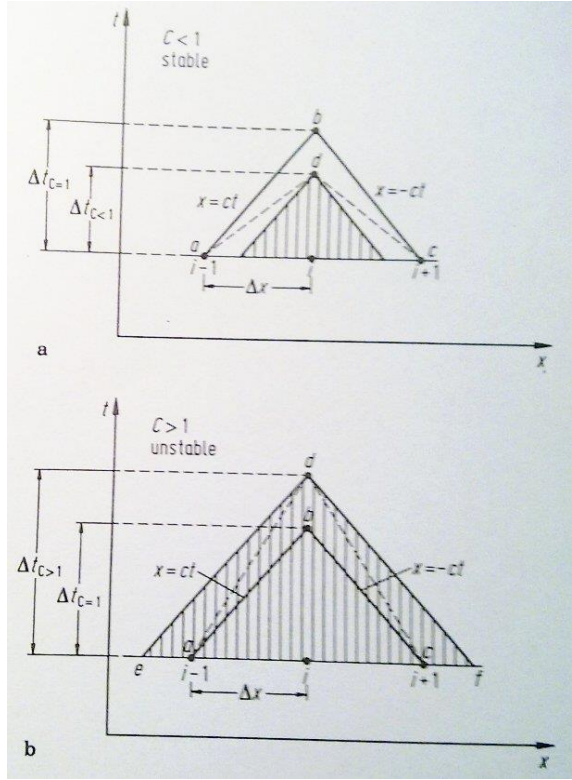 t
C < 1
stable
b
d
Δt_C=1
Δt_C<1
x = ct
x = -ct
a
c
i-1
i
i+1
Δx
x
a
t
C > 1
unstable
d
b
Δt_C>1
Δt_C=1
x = ct
x = -ct
a
c
e
i-1
i
i+1
f
Δx
x
b